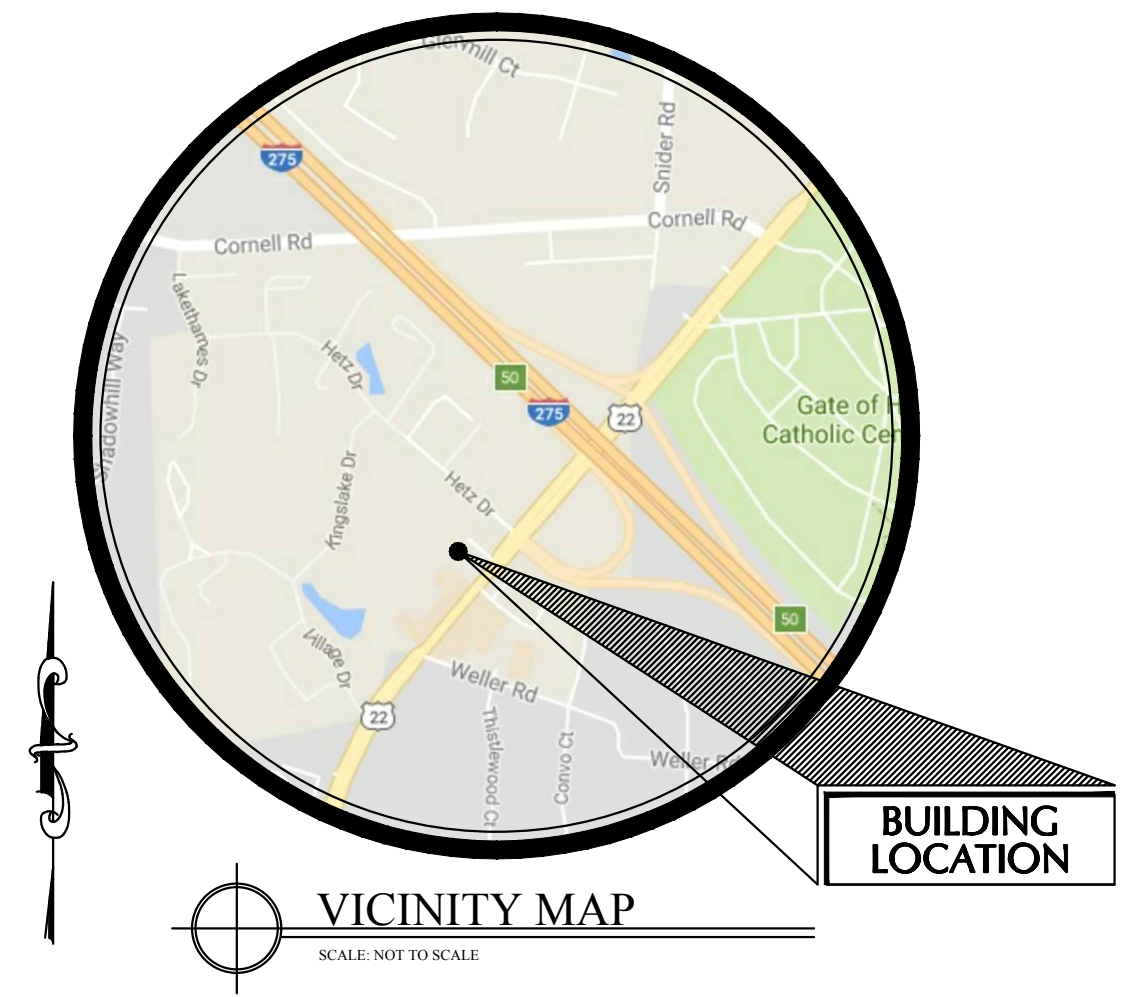 Glenmill Ct
Snider Rd
275
Cornell Rd
Cornell Rd
Lakethames Dr
Shadowhill Way
Hetz Dr
50
275
22
Gate of H
Catholic Cen
Kingslake Dr
Hetz Dr
50
Village Dr
Weller Rd
22
Thistlewood Ct
Convo Ct
Weller Rd
BUILDING
LOCATION
VICINITY MAP
SCALE: NOT TO SCALE